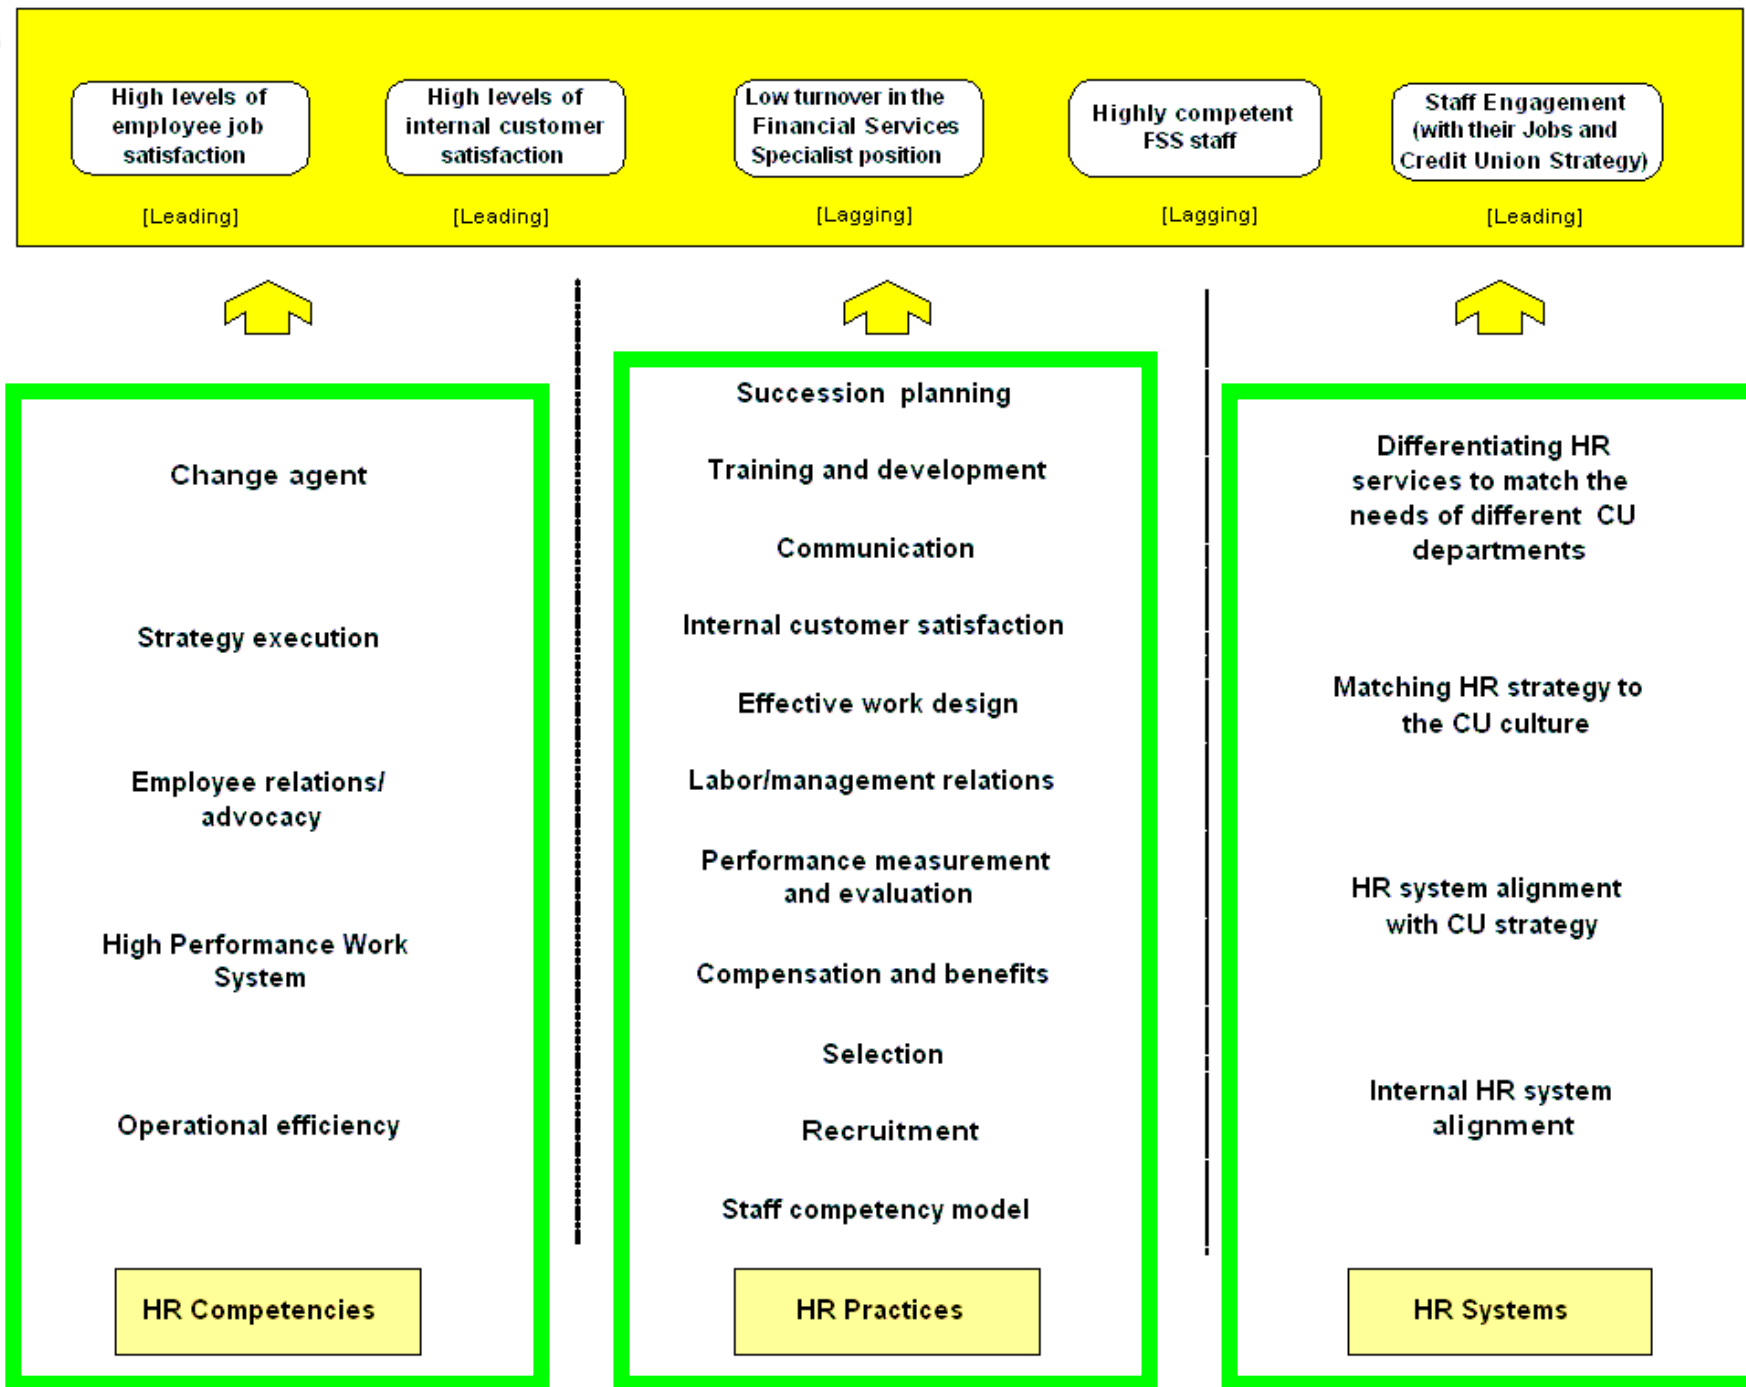 High levels of
employee job
satisfaction
High levels of
internal customer
satisfaction
Low turnover in the
Financial Services
Specialist position
Highly competent
FSS staff
Staff Engagement
(with their Jobs and
Credit Union Strategy)
[Leading]
[Leading]
[Lagging]
[Lagging]
[Leading]
Change agent
Strategy execution
Employee relations/
advocacy
High Performance Work
System
Operational efficiency
HR Competencies
Succession planning
Training and development
Communication
Internal customer satisfaction
Effective work design
Labor/management relations
Performance measurement
and evaluation
Compensation and benefits
Selection
Recruitment
Staff competency model
HR Practices
Differentiating HR
services to match the
needs of different CU
departments
Matching HR strategy to
the CU culture
HR system alignment
with CU strategy
Internal HR system
alignment
HR Systems